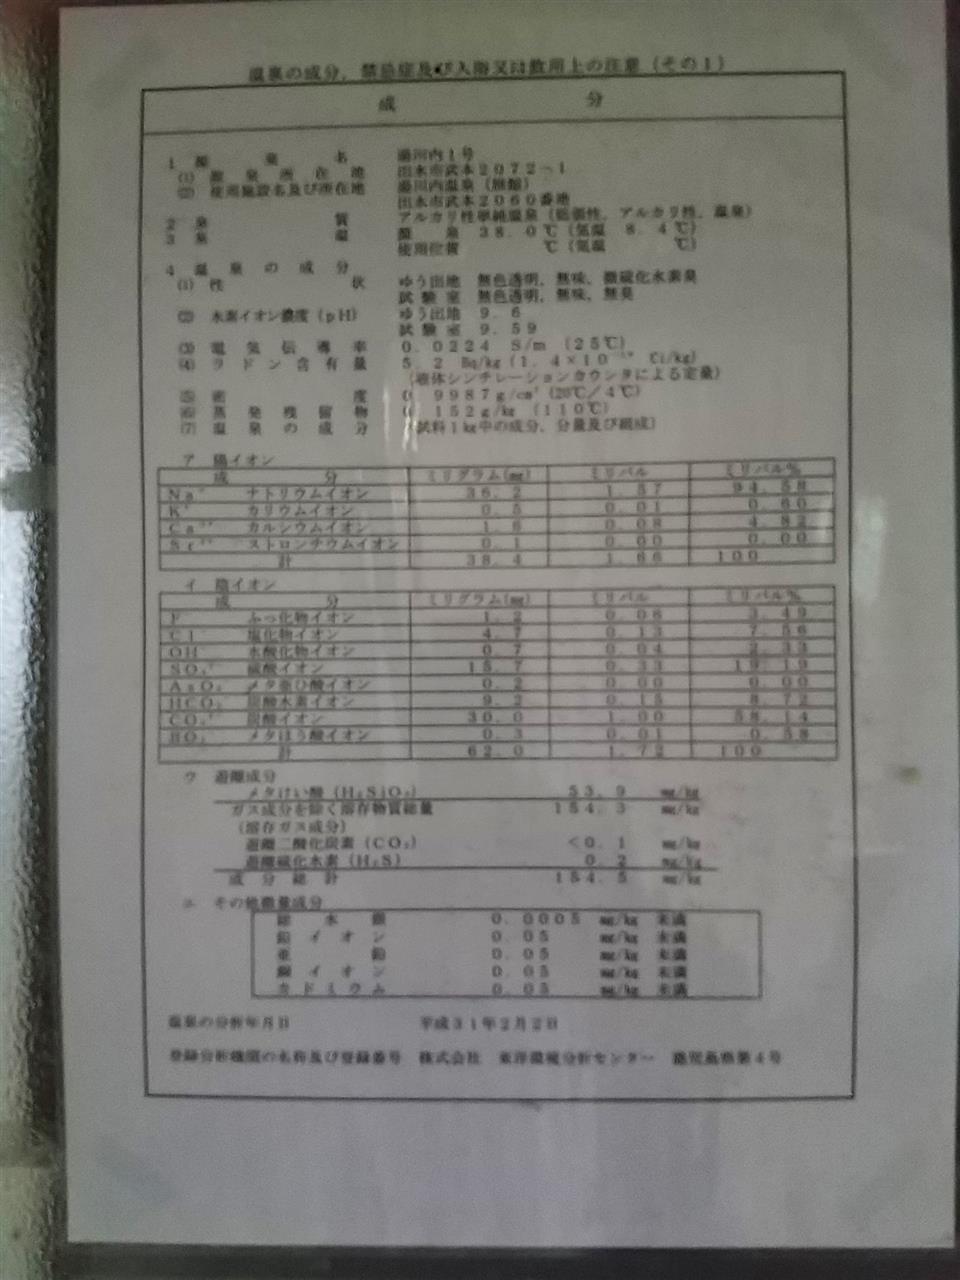 温泉の成分、禁忌症及び入浴又は飲用上の注意（その1）
成 分
1 源 泉 名 湯川内1号
(1) 源 泉 所 在 地 出水市武本2072－1
(2) 使用施設名及び所在地 湯川内温泉（旅館）
出水市武本2060番地
2 泉 質 アルカリ性単純温泉（低張性、アルカリ性、温泉）
3 泉 温 源 泉 38.0℃（気温 8.4℃）
使用位置 ℃（気温 ℃）
4 温 泉 の 成 分
(1) 性 状 ゆう出地 無色透明、無味、微硫化水素臭
試 験 室 無色透明、無味、無臭
(2) 水素イオン濃度（pH） ゆう出地 9.6
試 験 室 9.59
(3) 電 気 伝 導 率 0.0224 S/m （25℃）
(4) ラ ド ン 含 有 量 5.2 Bq/kg（1.4×10⁻¹⁰ Ci/kg）
（液体シンチレーションカウンタによる定量）
(5) 密 度 0.9987g/cm³（20℃／4℃）
(6) 蒸 発 残 留 物 0.152g/kg （110℃）
(7) 温 泉 の 成 分 （試料1kg中の成分、分量及び組成）
ア 陽イオン
成 分 ミリグラム(mg) ミリバル ミリバル%
Na⁺ ナトリウムイオン 36.2 1.57 94.58
K⁺ カリウムイオン 0.5 0.01 0.60
Ca²⁺ カルシウムイオン 1.6 0.08 4.82
Sr²⁺ ストロンチウムイオン 0.1 0.00 0.00
計 38.4 1.66 100
イ 陰イオン
成 分 ミリグラム(mg) ミリバル ミリバル%
F⁻ ふっ化物イオン 1.2 0.06 3.49
Cl⁻ 塩化物イオン 4.7 0.13 7.56
OH⁻ 水酸化物イオン 0.7 0.04 2.33
SO₄²⁻ 硫酸イオン 15.7 0.33 19.19
AsO₂⁻ メタ亜ひ酸イオン 0.2 0.00 0.00
HCO₃⁻ 炭酸水素イオン 9.2 0.15 8.72
CO₃²⁻ 炭酸イオン 30.0 1.00 58.14
BO₂⁻ メタほう酸イオン 0.3 0.01 0.58
計 62.0 1.72 100
ウ 遊離成分
メタけい酸（H₂SiO₃） 53.9 mg/kg
ガス成分を除く溶存物質総量 154.3 mg/kg
（溶存ガス成分）
遊離二酸化炭素（CO₂） <0.1 mg/kg
遊離硫化水素（H₂S） 0.2 mg/kg
成 分 総 計 154.5 mg/kg
エ その他微量成分
総 水 銀 0.0005 mg/kg 未満
鉛 イ オ ン 0.05 mg/kg 未満
亜 鉛 0.05 mg/kg 未満
銅 イ オ ン 0.05 mg/kg 未満
カ ド ミ ウ ム 0.05 mg/kg 未満
温泉の分析年月日 平成31年2月2日
登録分析機関の名称及び登録番号 株式会社 東洋環境分析センター 鹿児島県第4号